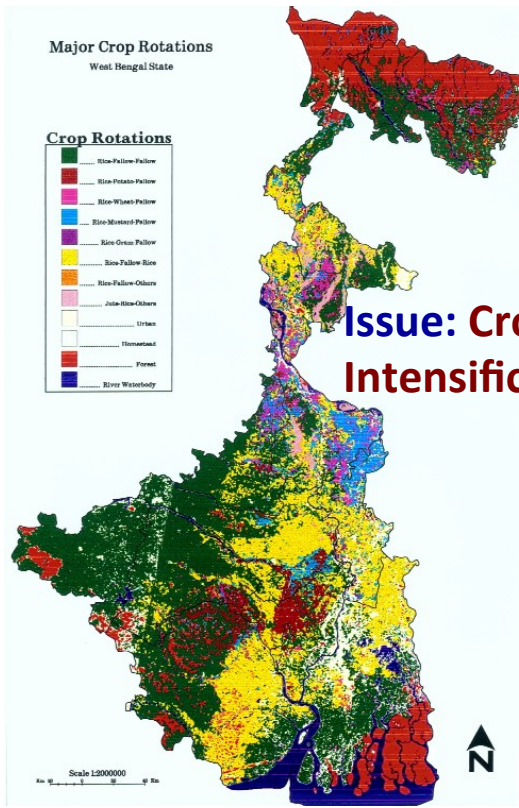 Major Crop Rotations
West Bengal State
Crop Rotations
Rice-Fallow-Fallow
Rice-Potato-Fallow
Rice-Wheat-Fallow
Rice-Mustard-Fallow
Rice-Gram Fallow
Rice-Fallow-Rice
Rice-Fallow-Others
Jute-Rice-Others
Urban
Homestead
Forest
River Waterbody
Issue: Cro
Intensific
N
Scale 1:2000000
Km
Km